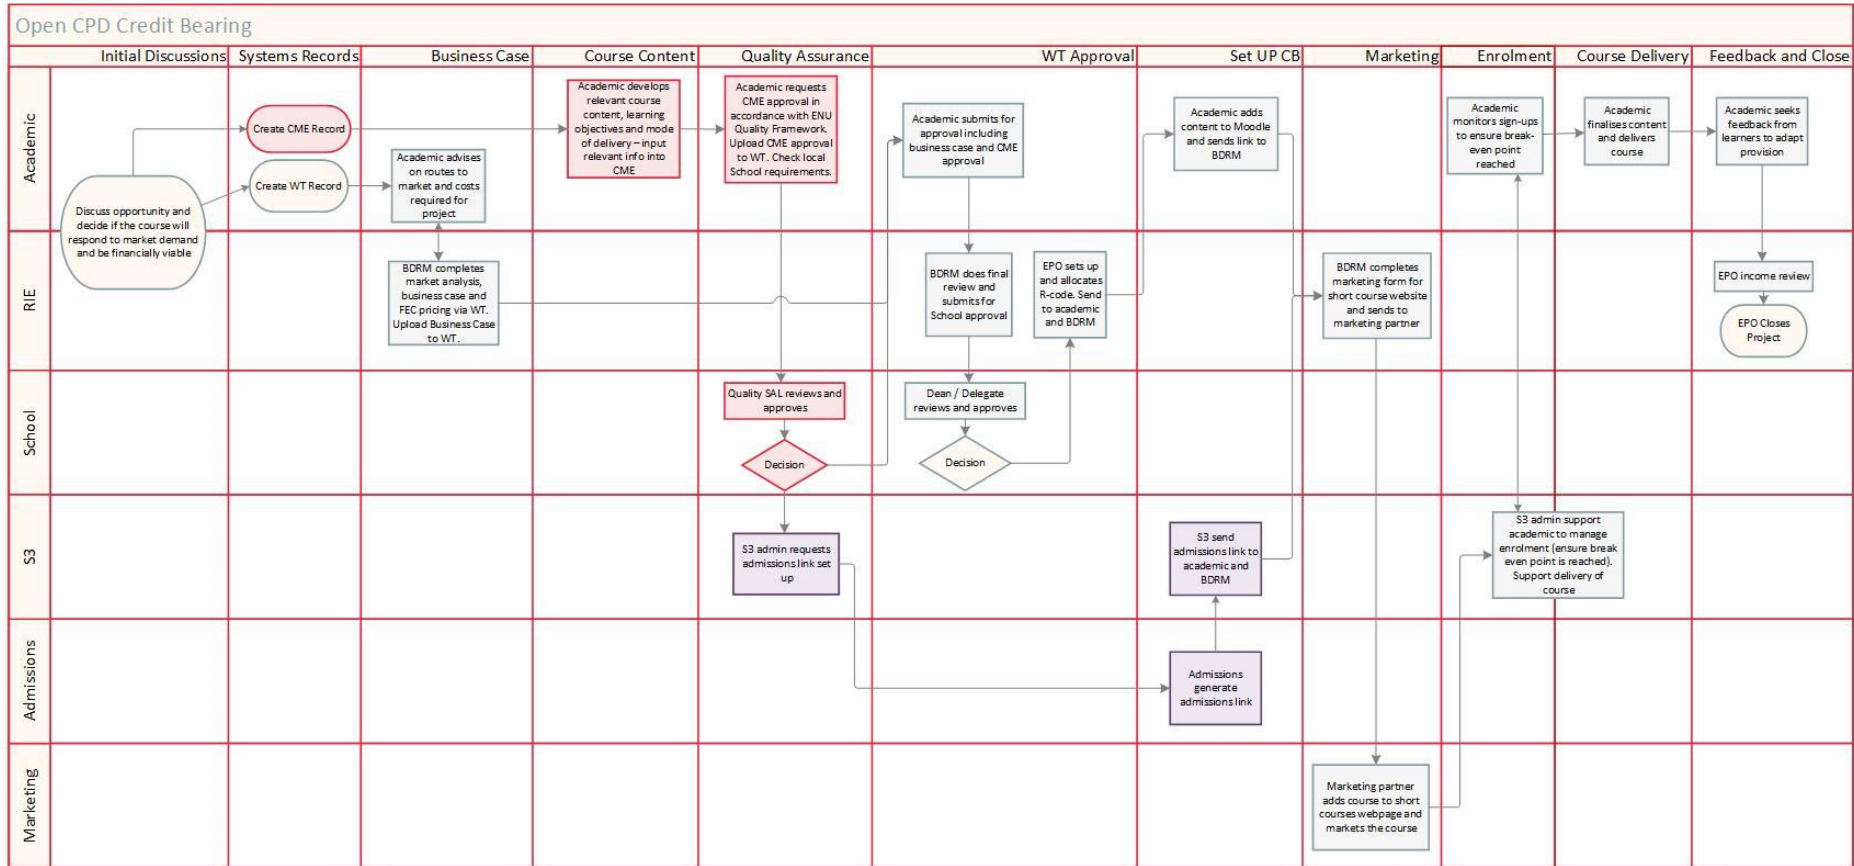 Open CPD Credit Bearing
Initial Discussions
Systems Records
Business Case
Course Content
Quality Assurance
WT Approval
Set UP CB
Marketing
Enrolment
Course Delivery
Feedback and Close
Academic
Discuss opportunity and
decide if the course will
respond to market demand
and be financially viable
Create CME Record
Create WT Record
Academic advises
on routes to
market and costs
required for
project
Academic develops
relevant course
content, learning
objectives and mode
of delivery – input
relevant info into
CME
Academic requests
CME approval in
accordance with ENU
Quality Framework.
Upload CME approval
to WT. Check local
School requirements.
Academic submits for
approval including
business case and CME
approval
Academic adds
content to Moodle
and sends link to
BDRM
Academic
monitors sign-ups
to ensure break-
even point
reached
Academic
finalises content
and delivers
course
Academic seeks
feedback from
learners to adapt
provision
RIE
BDRM completes
market analysis,
business case and
FEC pricing via WT.
Upload Business Case
to WT.
BDRM does final
review and
submits for
School approval
EPO sets up
and allocates
R-code. Send
to academic
and BDRM
BDRM completes
marketing form for
short course website
and sends to
marketing partner
EPO income review
EPO Closes
Project
School
Quality SAL reviews and
approves
Decision
Dean / Delegate
reviews and approves
Decision
S3
S3 admin requests
admissions link set
up
S3 send
admissions link to
academic and
BDRM
S3 admin support
academic to manage
enrolment (ensure break
even point is reached).
Support delivery of
course
Admissions
Admissions
generate
admissions link
Marketing
Marketing partner
adds course to short
courses webpage and
markets the course